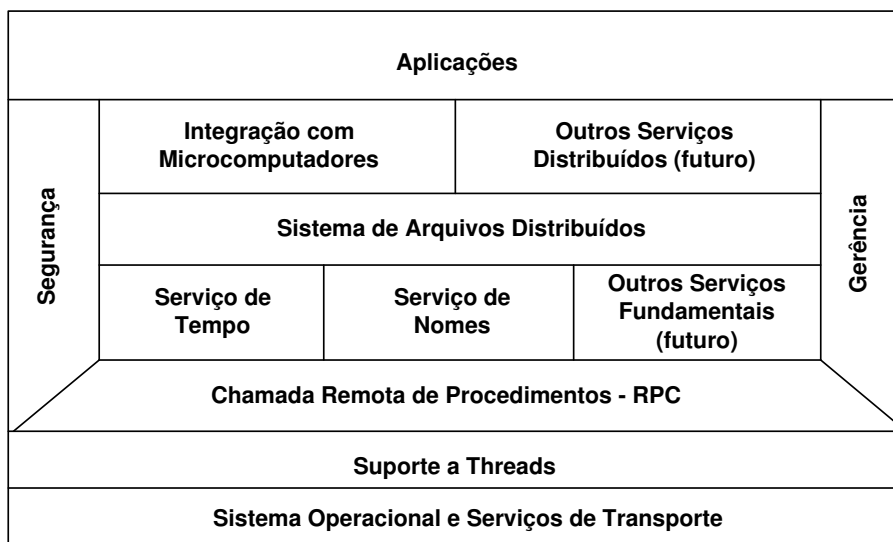 Aplicações
Segurança
Integração com
Microcomputadores
Outros Serviços
Distribuídos (futuro)
Gerência
Sistema de Arquivos Distribuídos
Serviço de
Tempo
Serviço de
Nomes
Outros Serviços
Fundamentais
(futuro)
Chamada Remota de Procedimentos - RPC
Suporte a Threads
Sistema Operacional e Serviços de Transporte